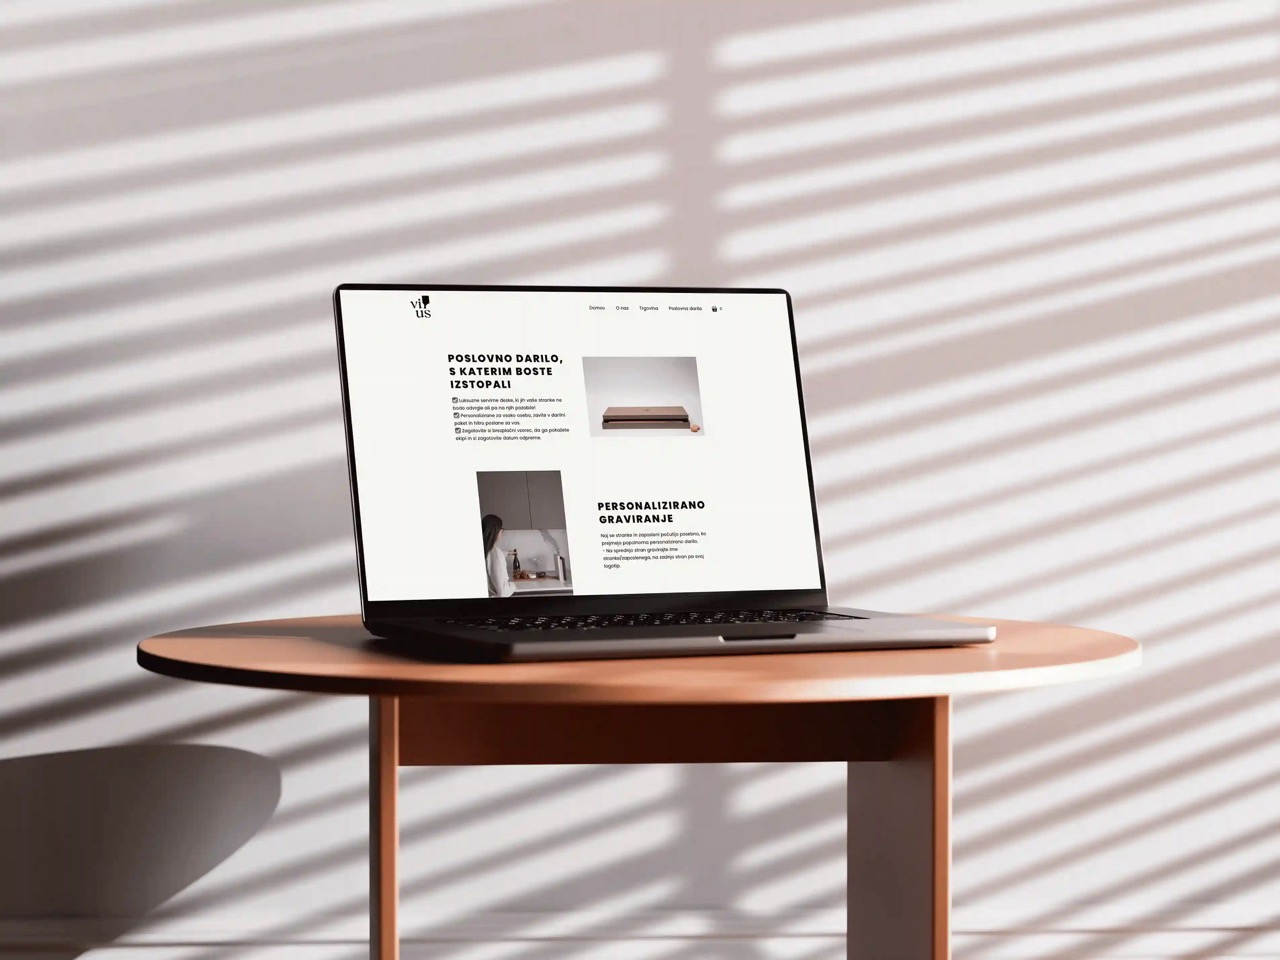 vi
us
Domov O nas Trgovina Poslovna darila 0
POSLOVNO DARILO,
S KATERIM BOSTE
IZSTOPALI
☑ Luksuzne servirne deske, ki jih vaše stranke ne
bodo odvrgle ali pa na njih pozabile!
☑ Personalizirane za vsako osebo, zavite v darilni
paket in hitro poslane za vas.
☑ Zagotovite si brezplačni vzorec, da ga pokažete
ekipi in si zagotovite datum odpreme.
PERSONALIZIRANO
GRAVIRANJE
Naj se stranke in zaposleni počutijo posebno, ko
prejmejo popolnoma personalizirano darilo.
- Na sprednjo stran gravirajte ime
stranke/zaposlenega, na zadnjo stran pa svoj
logotip.